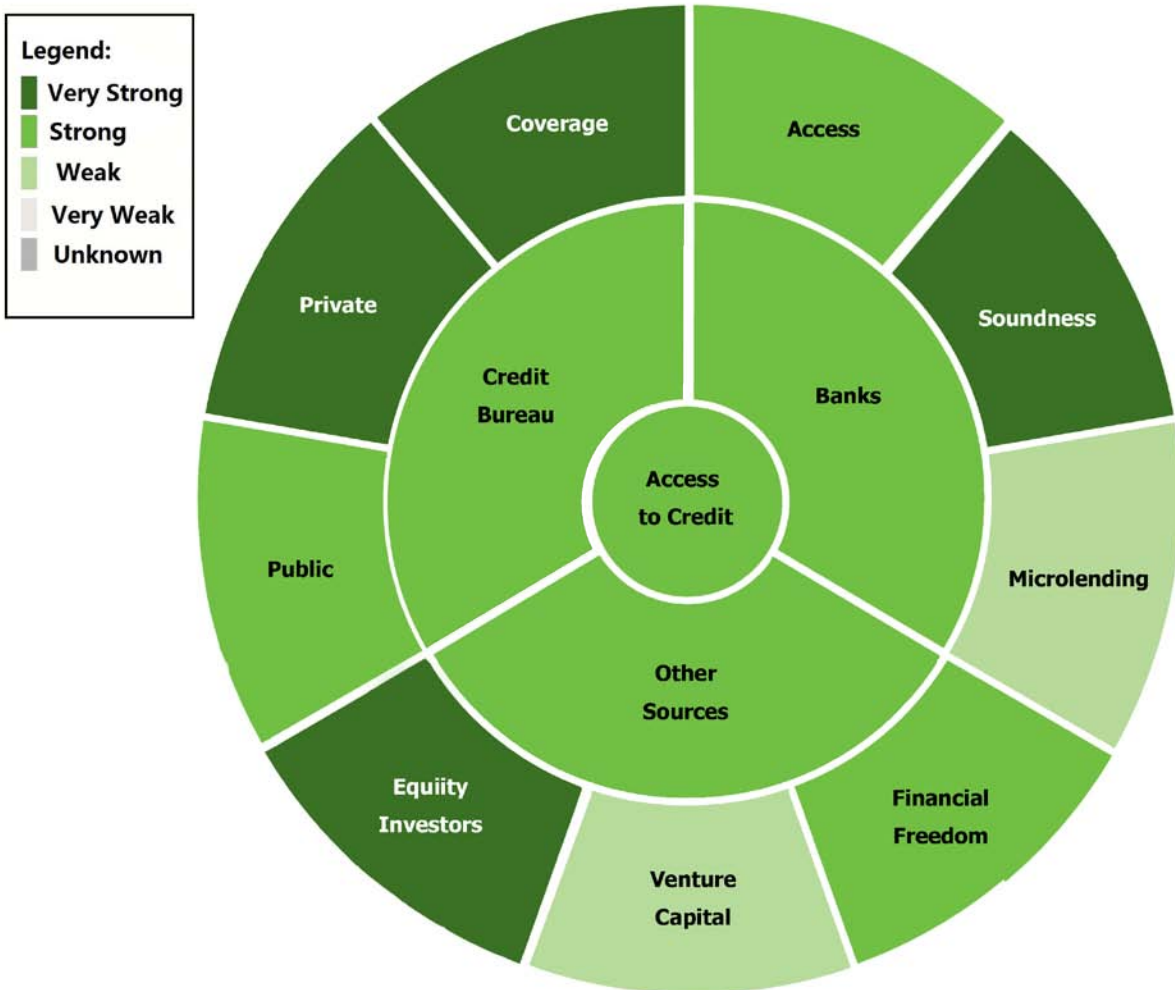 Legend:
Very Strong
Strong
Weak
Very Weak
Unknown
Coverage
Access
Private
Soundness
Credit
Bureau
Banks
Access
to Credit
Public
Microlending
Other
Sources
Equiity
Investors
Financial
Freedom
Venture
Capital